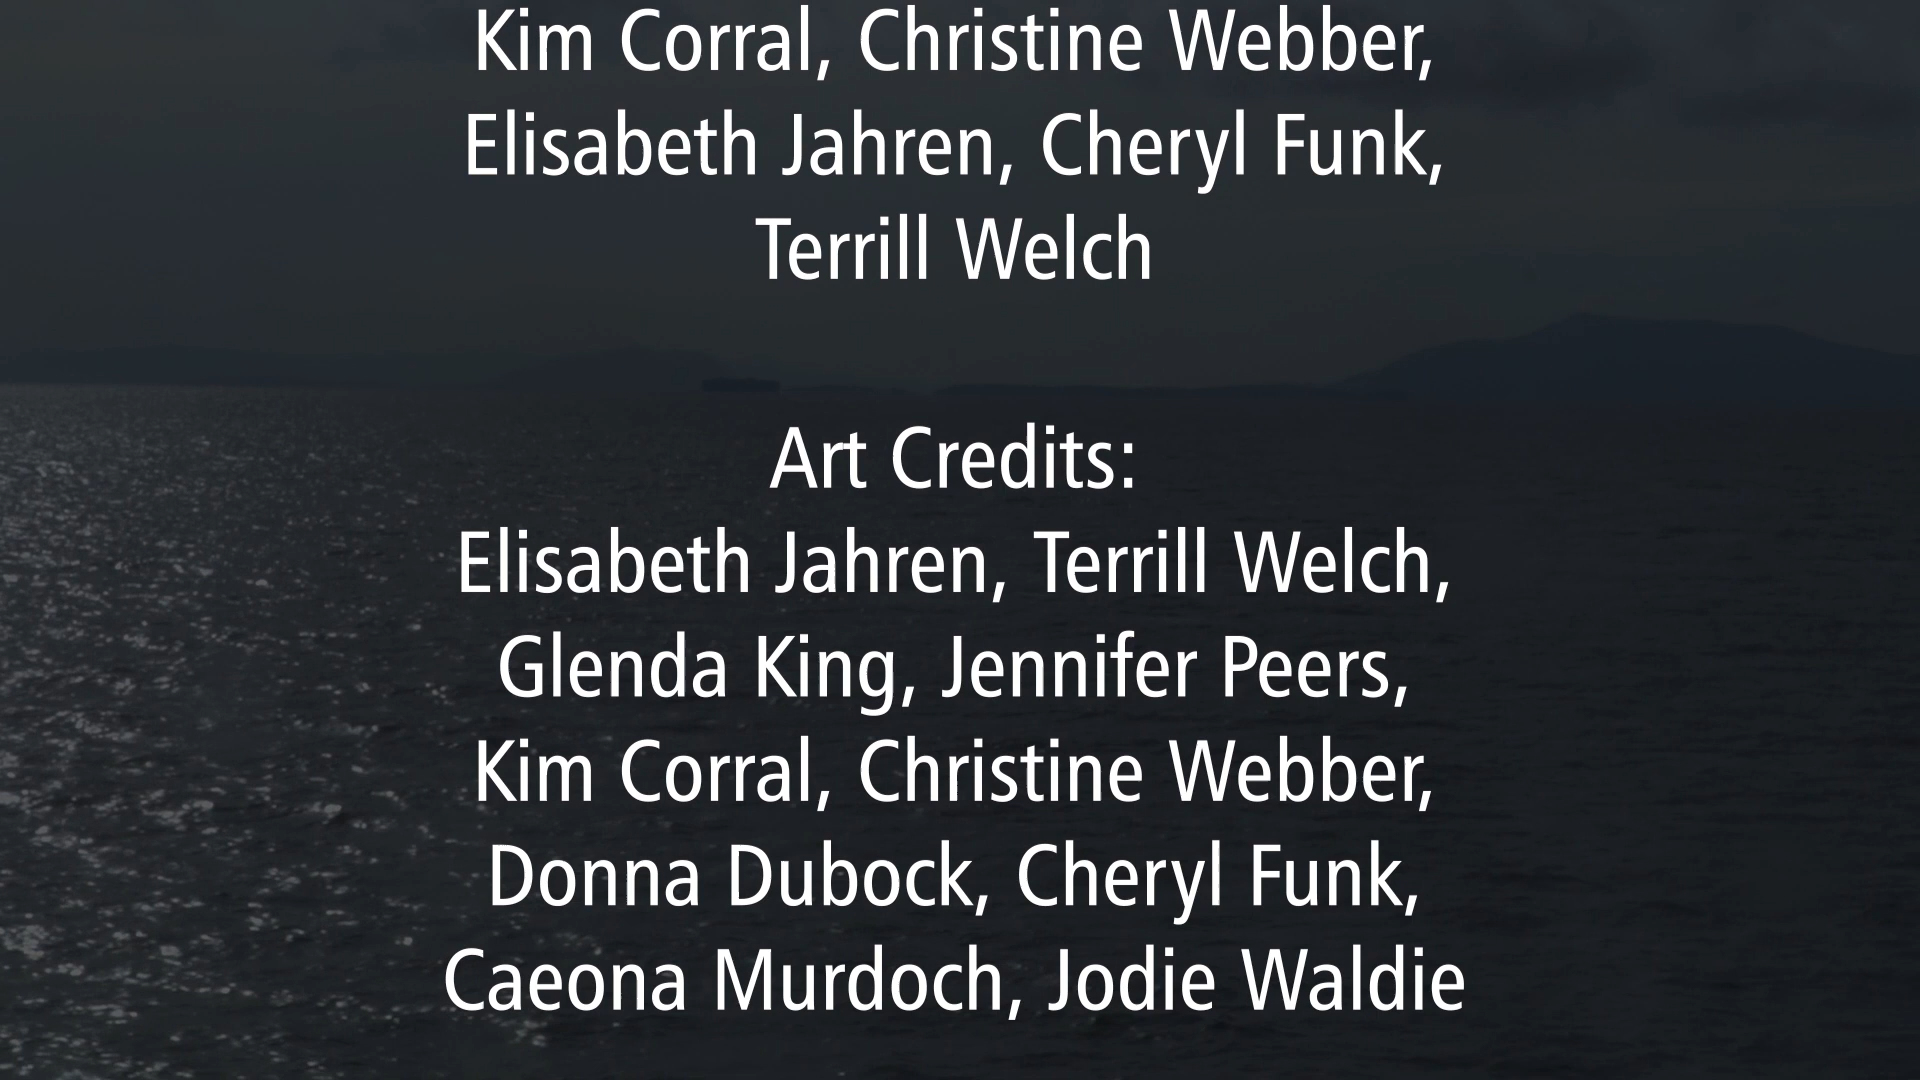 Kim Corral, Christine Webber,
Elisabeth Jahren, Cheryl Funk,
Terrill Welch
Art Credits:
Elisabeth Jahren, Terrill Welch,
Glenda King, Jennifer Peers,
Kim Corral, Christine Webber,
Donna Dubock, Cheryl Funk,
Caeona Murdoch, Jodie Waldie